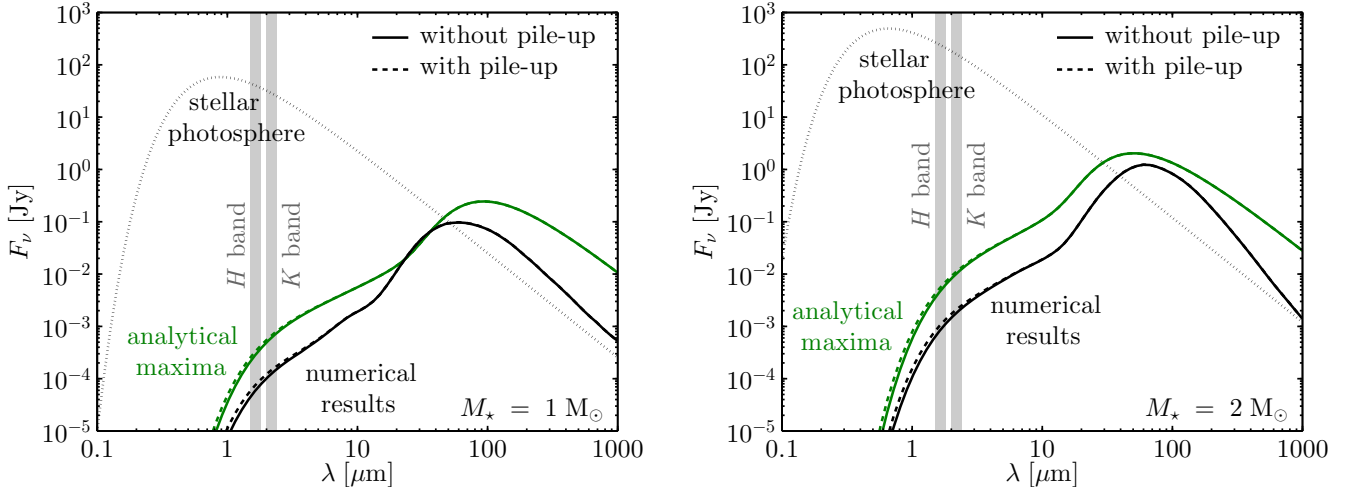 without pile-up
with pile-up
stellar
photosphere
H band
K band
analytical
maxima
numerical
results
M⋆ = 1 M⊙
10³
10²
10¹
10⁰
10⁻¹
10⁻²
10⁻³
10⁻⁴
10⁻⁵
Fν [Jy]
0.1 1 10 100 1000
λ [μm]
without pile-up
with pile-up
stellar
photosphere
H band
K band
analytical
maxima
numerical
results
M⋆ = 2 M⊙
10³
10²
10¹
10⁰
10⁻¹
10⁻²
10⁻³
10⁻⁴
10⁻⁵
Fν [Jy]
0.1 1 10 100 1000
λ [μm]